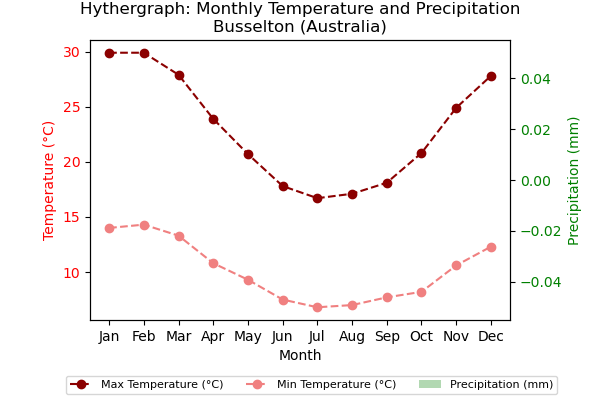 Hythergraph: Monthly Temperature and Precipitation
Busselton (Australia)
30
25
20
15
10
Temperature (°C)
0.04
0.02
0.00
−0.02
−0.04
Precipitation (mm)
Jan Feb Mar Apr May Jun Jul Aug Sep Oct Nov Dec
Month
Max Temperature (°C) Min Temperature (°C) Precipitation (mm)